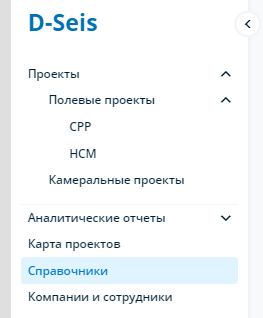 D-Seis
Проекты
Полевые проекты
СРР
НСМ
Камеральные проекты
Аналитические отчеты
Карта проектов
Справочники
Компании и сотрудники